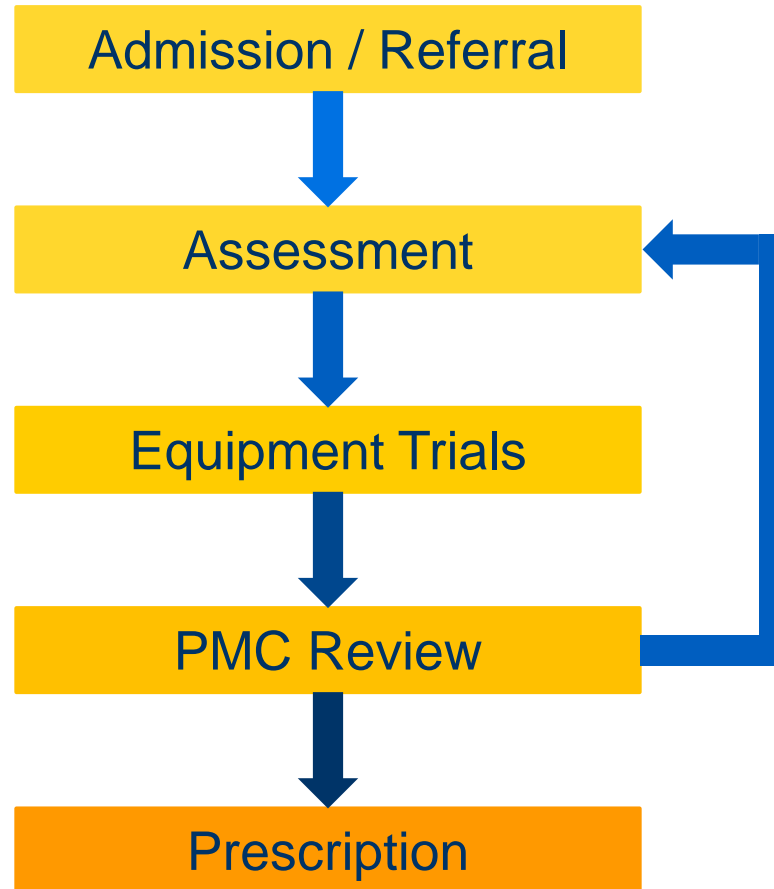 Admission / Referral
Assessment
Equipment Trials
PMC Review
Prescription